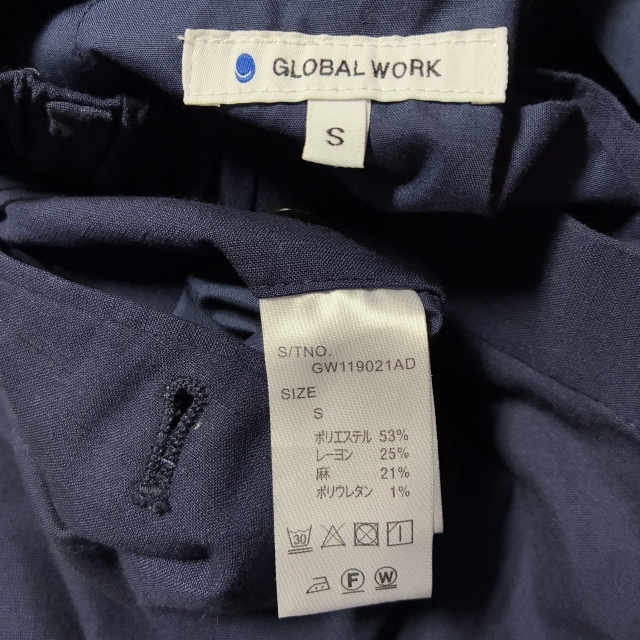 GLOBAL WORK
S
S/TNO.
GW119021AD
SIZE
S
ポリエステル 53%
レーヨン 25%
麻 21%
ポリウレタン 1%
30
F W